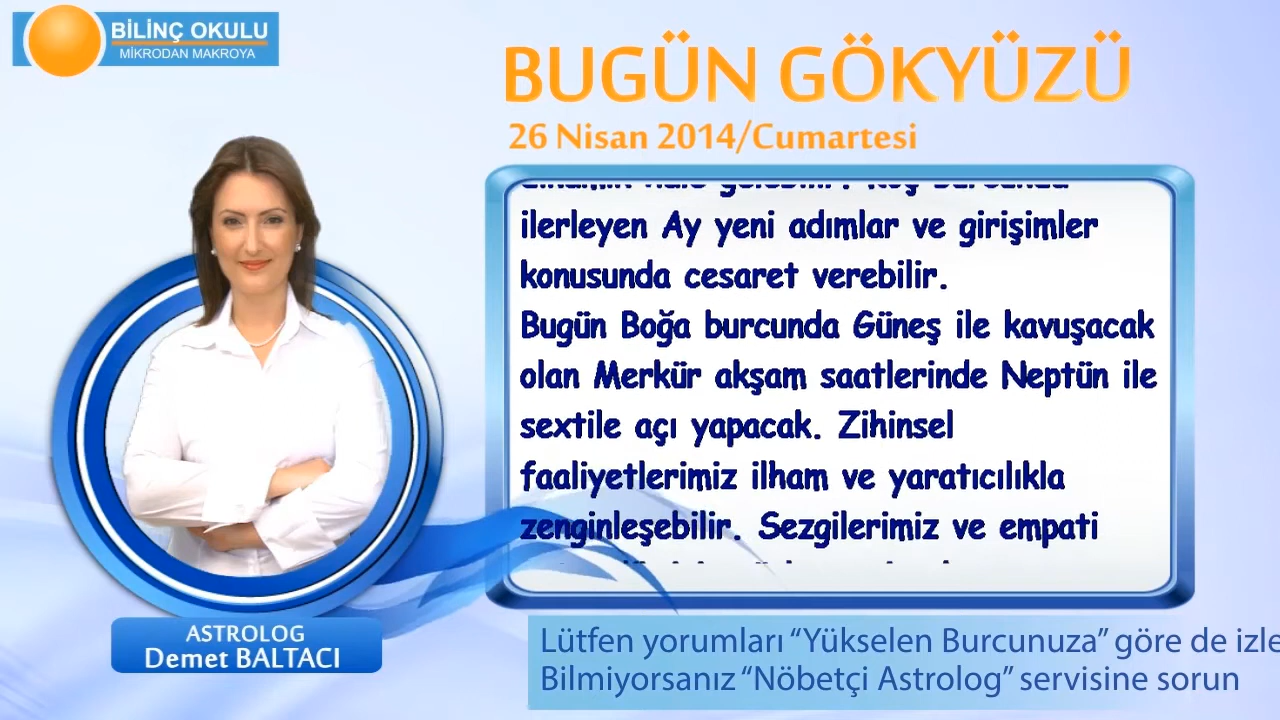 BİLİNÇ OKULU
MİKRODAN MAKROYA
BUGÜN GÖKYÜZÜ
26 Nisan 2014/Cumartesi
ilerleyen Ay yeni adımlar ve girişimler
konusunda cesaret verebilir.
Bugün Boğa burcunda Güneş ile kavuşacak
olan Merkür akşam saatlerinde Neptün ile
sextile açı yapacak. Zihinsel
faaliyetlerimiz ilham ve yaratıcılıkla
zenginleşebilir. Sezgilerimiz ve empati
ASTROLOG
Demet BALTACI
Lütfen yorumları “Yükselen Burcunuza” göre de izle
Bilmiyorsanız “Nöbetçi Astrolog” servisine sorun